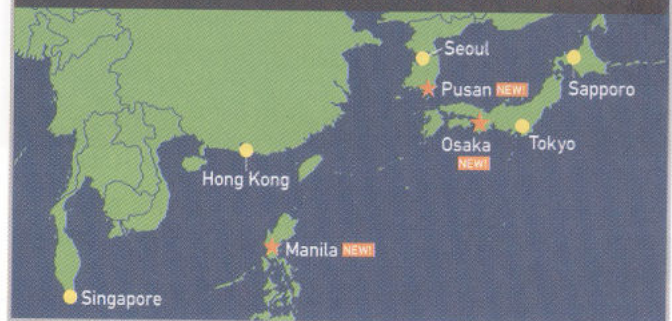 Seoul
Pusan NEW!
Sapporo
Osaka
NEW!
Tokyo
Hong Kong
Manila NEW!
Singapore